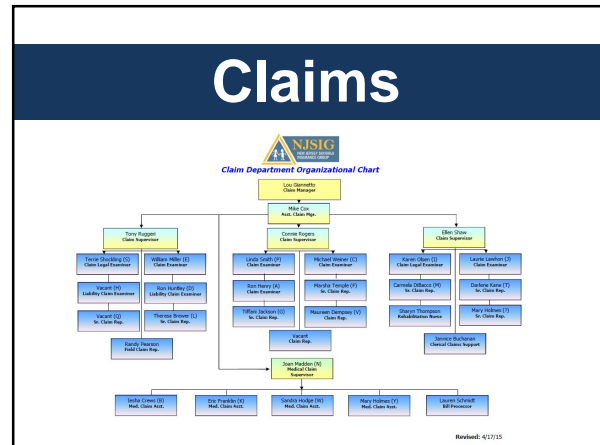 Claims
NJSIG
NEW JERSEY SCHOOLS
INSURANCE GROUP
Claim Department Organizational Chart
Lou Giannetto
Claim Manager
Mike Cox
Asst. Claim Mgr.
Tony Ruggeri
Claim Supervisor
Connie Rogers
Claim Supervisor
Ellen Shaw
Claim Supervisor
Terrie Shockling (S)
Claim Legal Examiner
William Miller (E)
Claim Examiner
Linda Smith (P)
Claim Examiner
Michael Weiner (C)
Claim Examiner
Karen Olsen (I)
Claim Legal Examiner
Laurie Lawhon (J)
Claim Examiner
Vacant (H)
Liability Claim Examiner
Ron Huntley (D)
Liability Claim Examiner
Ron Henry (A)
Claim Examiner
Marsha Temple (F)
Sr. Claim Rep.
Carmela DiBacco (M)
Sr. Claim Rep.
Darlene Kane (T)
Sr. Claim Rep.
Vacant (Q)
Sr. Claim Rep.
Therese Brewer (L)
Sr. Claim Rep.
Tiffani Jackson (G)
Sr. Claim Rep.
Maureen Dempsey (V)
Claim Rep.
Sharyn Thompson
Rehabilitation Nurse
Mary Holmes (?)
Sr. Claim Rep.
Randy Pearson
Field Claim Rep.
Vacant
Claim Rep.
Jannice Buchanan
Clerical Claims Support
Joan Madden (N)
Medical Claim
Supervisor
Iesha Crews (B)
Med. Claim Asst.
Eric Franklin (K)
Med. Claim Asst.
Sandra Hodge (W)
Med. Claim Asst.
Mary Holmes (Y)
Med. Claim Asst.
Lauren Schmidt
Bill Processor
Revised: 4/17/15